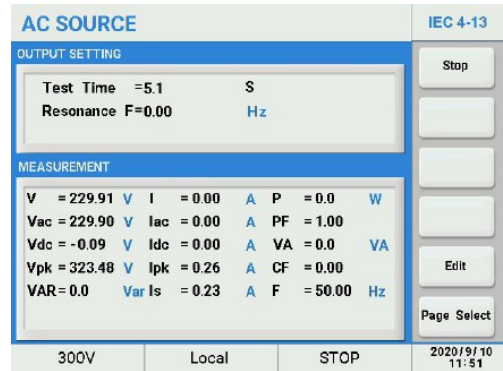 AC SOURCE
IEC 4-13
OUTPUT SETTING
Test Time =5.1 S
Resonance F=0.00 Hz
Stop
MEASUREMENT
V = 229.91 V I = 0.00 A P = 0.0 W
Vac = 229.90 V Iac = 0.00 A PF = 1.00
Vdc = -0.09 V Idc = 0.00 A VA = 0.0 VA
Vpk = 323.48 V Ipk = 0.26 A CF = 0.00
VAR= 0.0 Var Is = 0.23 A F = 50.00 Hz
Edit
Page Select
300V Local STOP 2020/9/10
11:51